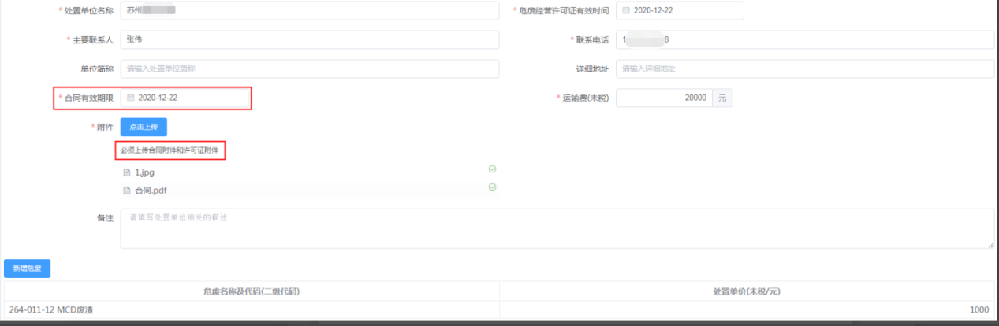 * 处置单位名称 苏州
* 危废经营许可证有效时间 2020-12-22
* 主要联系人 张伟
* 联系电话 1 8
单位简称 请输入处置单位简称
详细地址 请输入详细地址
* 合同有效期限 2020-12-22
* 运输费(未税) 20000 元
* 附件 点击上传
必须上传合同附件和许可证附件
1.jpg
合同.pdf
备注 请填写处置单位相关的描述
新增危废
危废名称及代码(二级代码) 处置单价(未税/元)
264-011-12 MCD废渣 1000